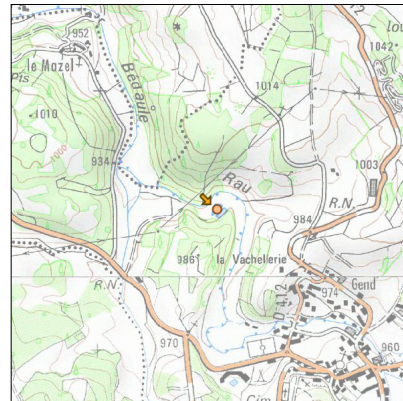 952
le Mazel
Pts
Bédaule
1042
1014
1010
1000
934
Rau
1003
R.N.
984
986
la Vachellerie
R.N.
D 412
974
Gend
970
960
Cim